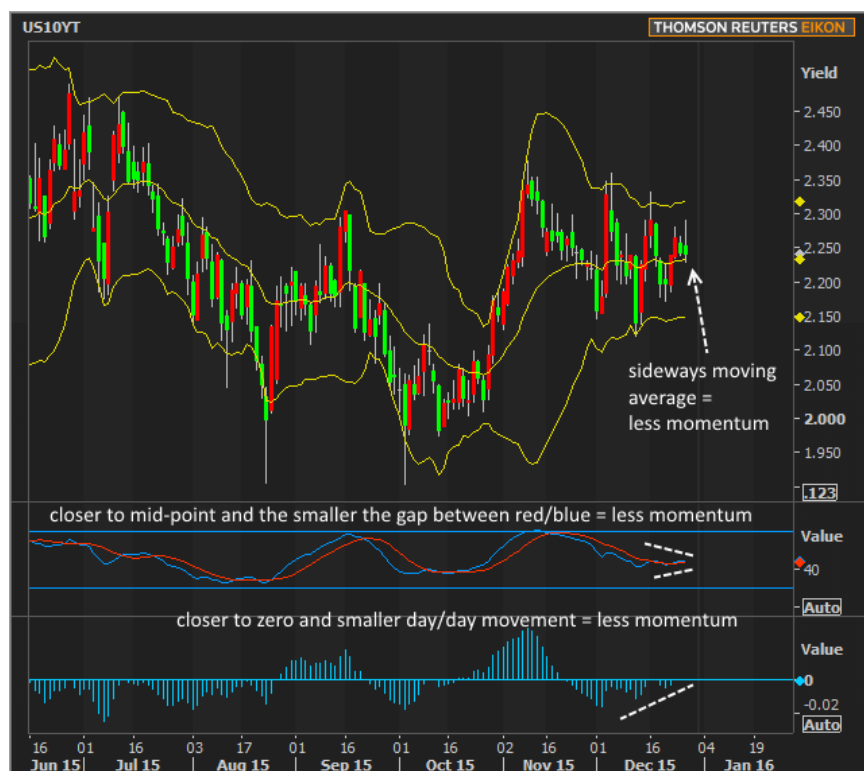 US10YT
THOMSON REUTERS EIKON
Yield
2.450
2.400
2.350
2.300
2.250
2.200
2.150
2.100
2.050
2.000
1.950
.123
sideways moving
average =
less momentum
closer to mid-point and the smaller the gap between red/blue = less momentum
Value
40
Auto
closer to zero and smaller day/day movement = less momentum
Value
0
-0.02
Auto
16 01 16 03 17 01 16 01 16 02 16 01 16 04 19
Jun 15 Jul 15 Aug 15 Sep 15 Oct 15 Nov 15 Dec 15 Jan 16